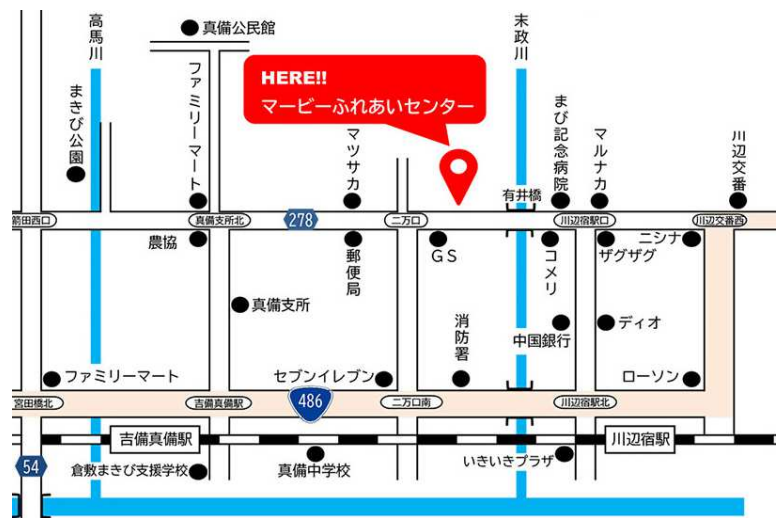 高馬川
真備公民館
末政川
HERE!!
マービーふれあいセンター
まきび公園
ファミリーマート
マツサカ
まび記念病院
マルナカ
川辺交番
有井橋
箭田西口
真備支所北
278
二万口
川辺宿駅口
川辺交番西
農協
郵便局
GS
コメリ
ザグザグ
ニシナ
真備支所
消防署
中国銀行
ディオ
ファミリーマート
セブンイレブン
ローソン
宮田橋北
吉備真備駅
486
二万口南
川辺宿駅北
吉備真備駅
川辺宿駅
54
倉敷まきび支援学校
真備中学校
いきいきプラザ